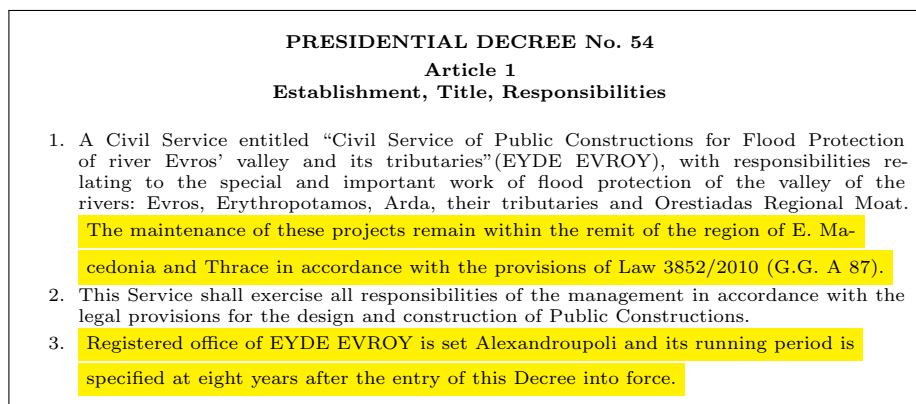 PRESIDENTIAL DECREE No. 54
Article 1
Establishment, Title, Responsibilities
1. A Civil Service entitled “Civil Service of Public Constructions for Flood Protection
of river Evros’ valley and its tributaries”(EYDE EVROY), with responsibilities re-
lating to the special and important work of flood protection of the valley of the
rivers: Evros, Erythropotamos, Arda, their tributaries and Orestiadas Regional Moat.
The maintenance of these projects remain within the remit of the region of E. Ma-
cedonia and Thrace in accordance with the provisions of Law 3852/2010 (G.G. A 87).
2. This Service shall exercise all responsibilities of the management in accordance with the
legal provisions for the design and construction of Public Constructions.
3. Registered office of EYDE EVROY is set Alexandroupoli and its running period is
specified at eight years after the entry of this Decree into force.